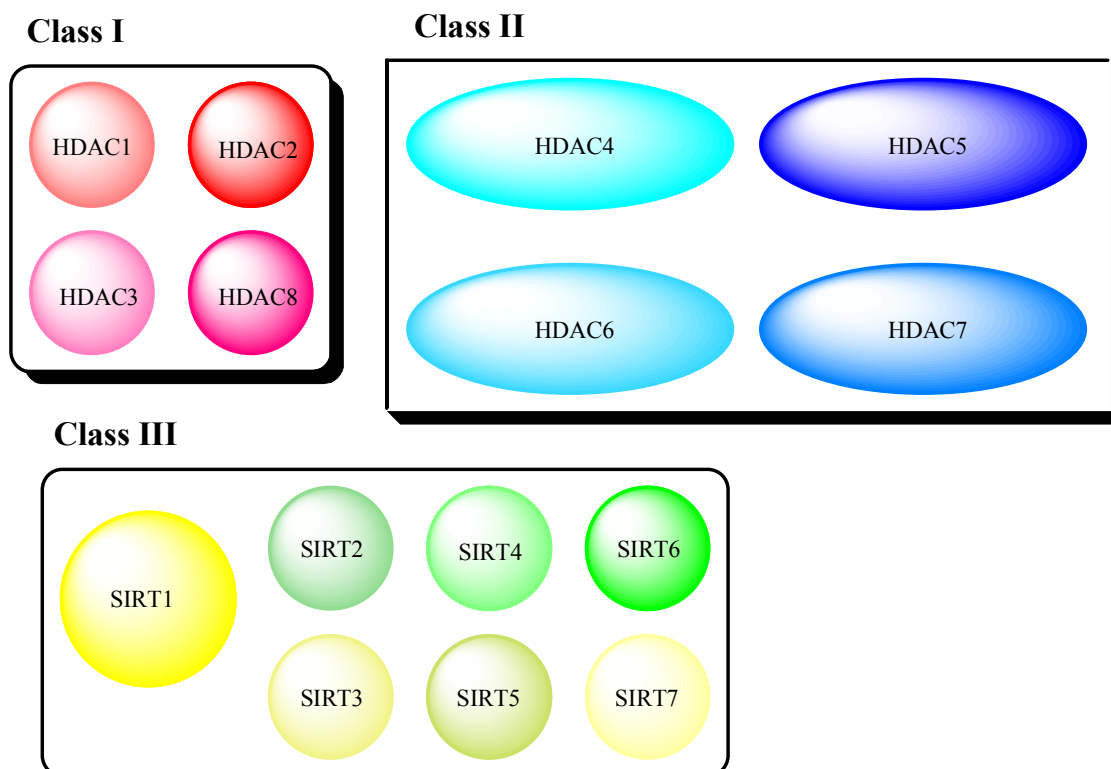 Class I
HDAC1
HDAC2
HDAC3
HDAC8
Class II
HDAC4
HDAC5
HDAC6
HDAC7
Class III
SIRT1
SIRT2
SIRT4
SIRT6
SIRT3
SIRT5
SIRT7